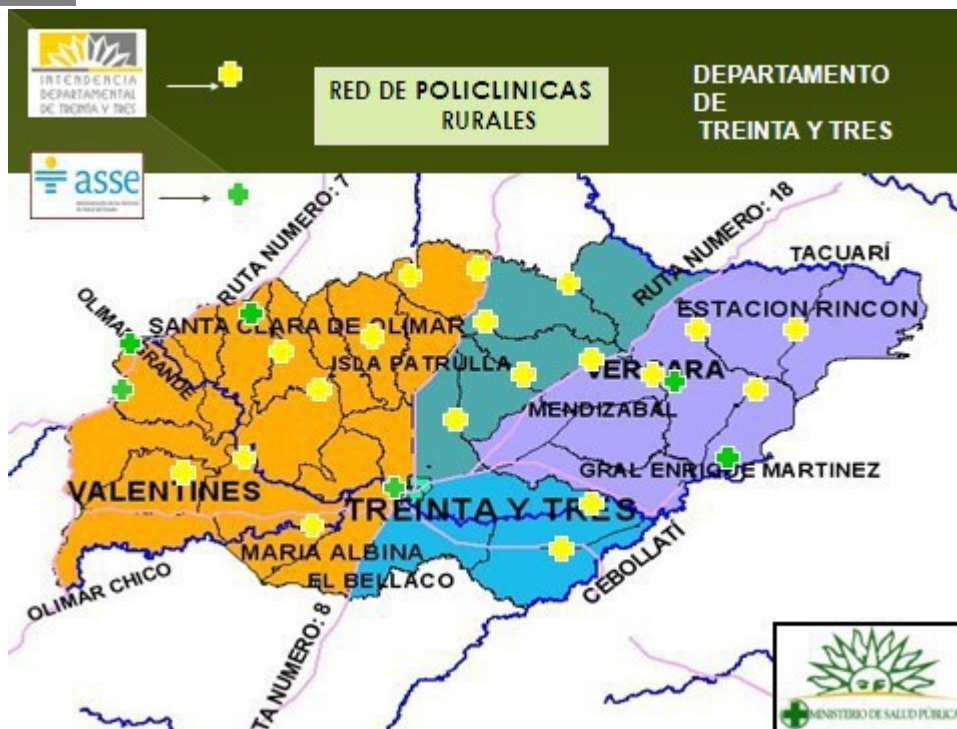 INTENDENCIA
DEPARTAMENTAL
DE TREINTA Y TRES
RED DE POLICLINICAS
RURALES
DEPARTAMENTO
DE
TREINTA Y TRES
asse
RUTA NUMERO: 7
RUTA NUMERO: 18
TACUARÍ
OLIMAR GRANDE
SANTA CLARA DE OLIMAR
ESTACION RINCON
ISLA PATRULLA
VERGARA
MENDIZABAL
GRAL ENRIQUE MARTINEZ
VALENTINES
TREINTA Y TRES
MARIA ALBINA
EL BELLACO
OLIMAR CHICO
CEBOLLATÍ
TA NUMERO: 8
MINISTERIO DE SALUD PÚBLICA